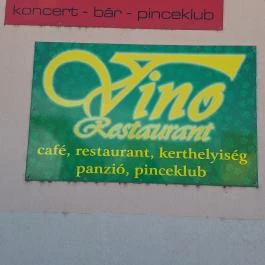 koncert - bár - pinceklub
Vino
Restaurant
café, restaurant, kerthelyiség
panzió, pinceklub